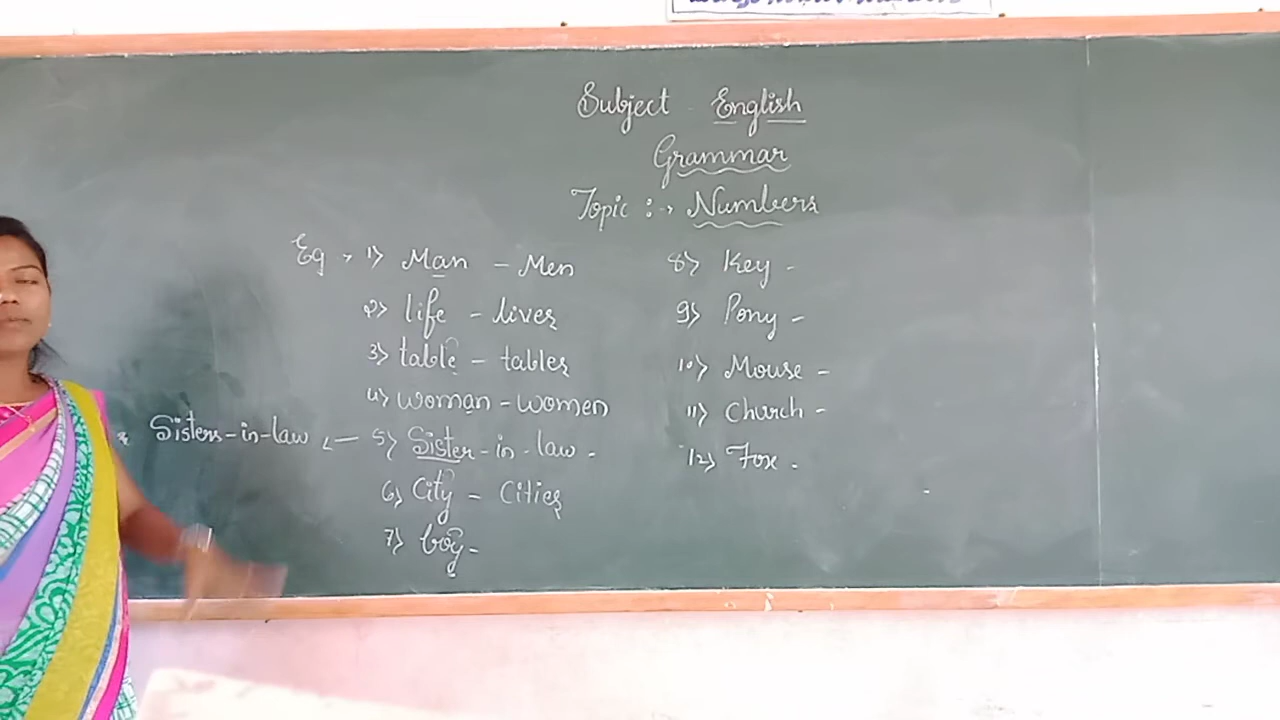 Subject - English
Grammar
Topic :→ Numbers
Eg → 1) Man - Men
2) life - lives
3) table - tables
4) woman - women
Sisters-in-law ← 5) Sister-in-law -
6) City - Cities
7) boy -
8) Key -
9) Pony -
10) Mouse -
11) Church -
12) Fox -